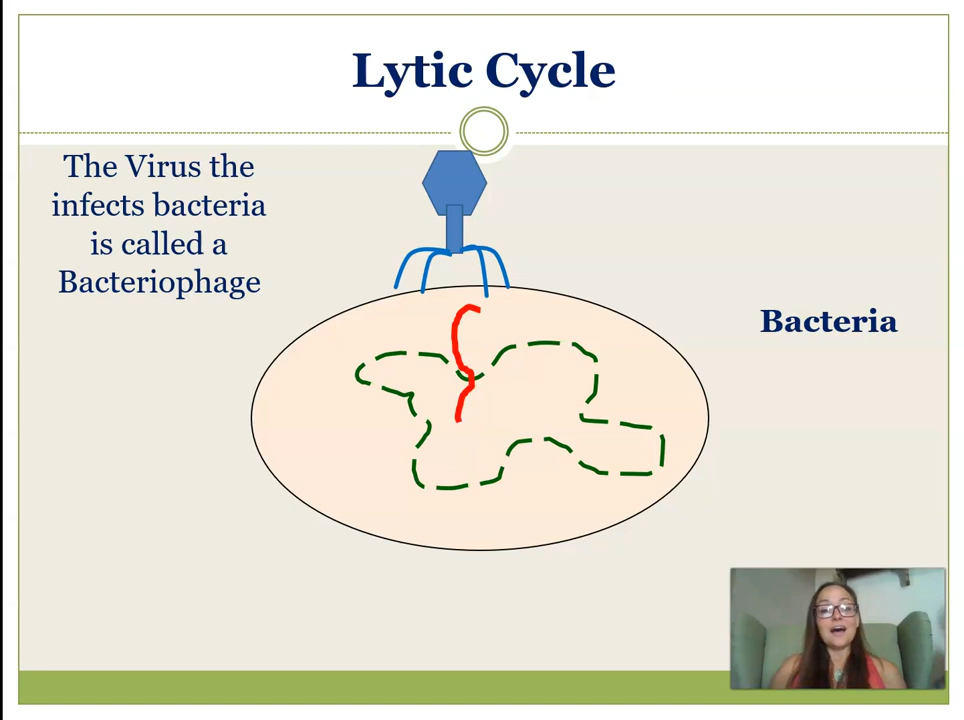 Lytic Cycle
The Virus the
infects bacteria
is called a
Bacteriophage
Bacteria